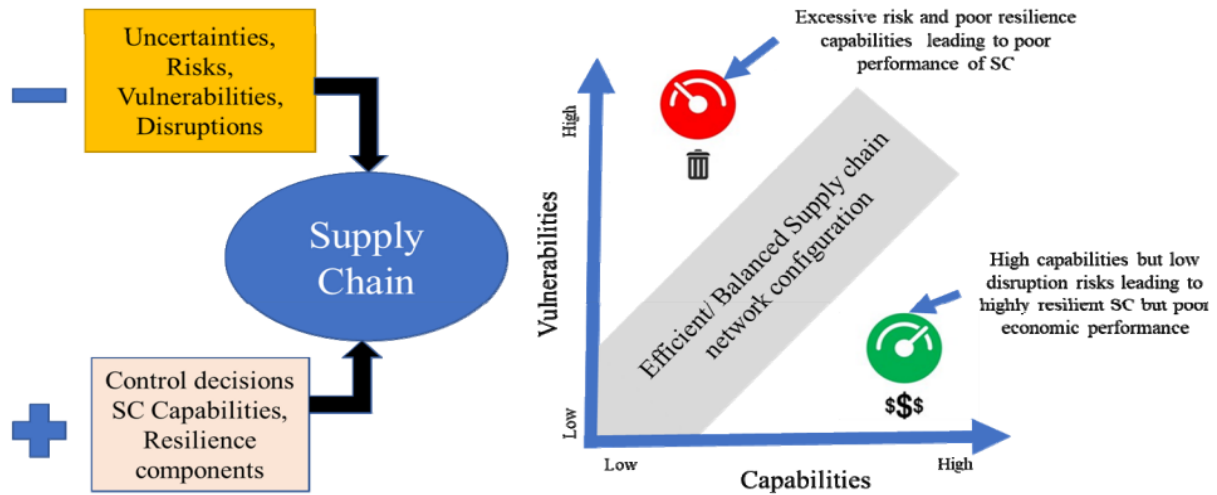 Uncertainties,
Risks,
Vulnerabilities,
Disruptions
Supply
Chain
Control decisions
SC Capabilities,
Resilience
components
Excessive risk and poor resilience
capabilities leading to poor
performance of SC
High
Vulnerabilities
Low
Efficient/ Balanced Supply chain
network configuration
High capabilities but low
disruption risks leading to
highly resilient SC but poor
economic performance
$$$
Low
High
Capabilities